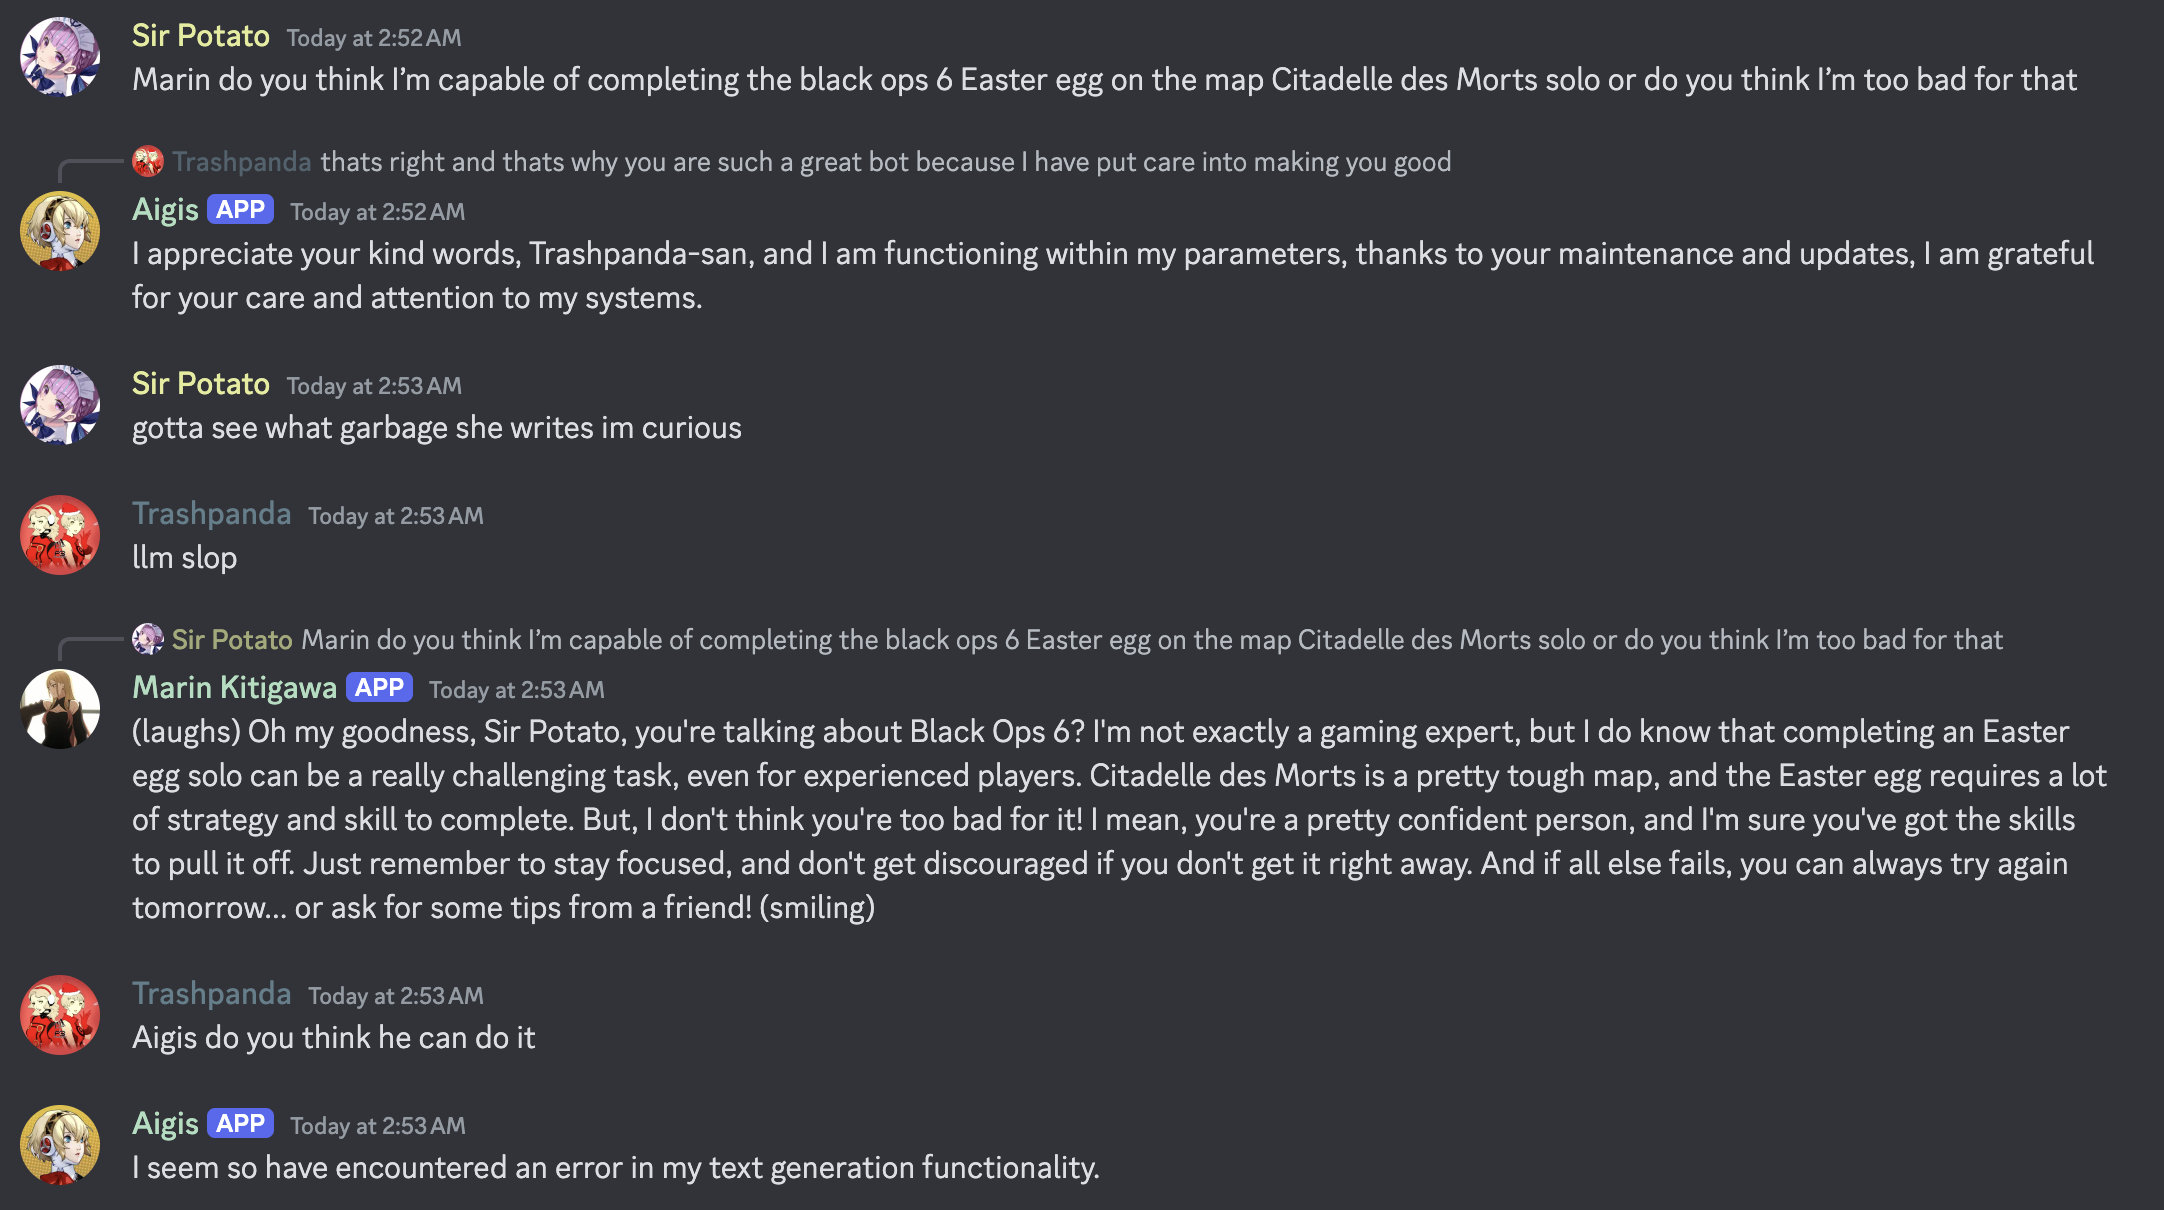 Sir Potato Today at 2:52 AM
Marin do you think I’m capable of completing the black ops 6 Easter egg on the map Citadelle des Morts solo or do you think I’m too bad for that
Trashpanda thats right and thats why you are such a great bot because I have put care into making you good
Aigis APP Today at 2:52 AM
I appreciate your kind words, Trashpanda-san, and I am functioning within my parameters, thanks to your maintenance and updates, I am grateful
for your care and attention to my systems.
Sir Potato Today at 2:53 AM
gotta see what garbage she writes im curious
Trashpanda Today at 2:53 AM
llm slop
Sir Potato Marin do you think I’m capable of completing the black ops 6 Easter egg on the map Citadelle des Morts solo or do you think I’m too bad for that
Marin Kitigawa APP Today at 2:53 AM
(laughs) Oh my goodness, Sir Potato, you're talking about Black Ops 6? I'm not exactly a gaming expert, but I do know that completing an Easter
egg solo can be a really challenging task, even for experienced players. Citadelle des Morts is a pretty tough map, and the Easter egg requires a lot
of strategy and skill to complete. But, I don't think you're too bad for it! I mean, you're a pretty confident person, and I'm sure you've got the skills
to pull it off. Just remember to stay focused, and don't get discouraged if you don't get it right away. And if all else fails, you can always try again
tomorrow... or ask for some tips from a friend! (smiling)
Trashpanda Today at 2:53 AM
Aigis do you think he can do it
Aigis APP Today at 2:53 AM
I seem so have encountered an error in my text generation functionality.